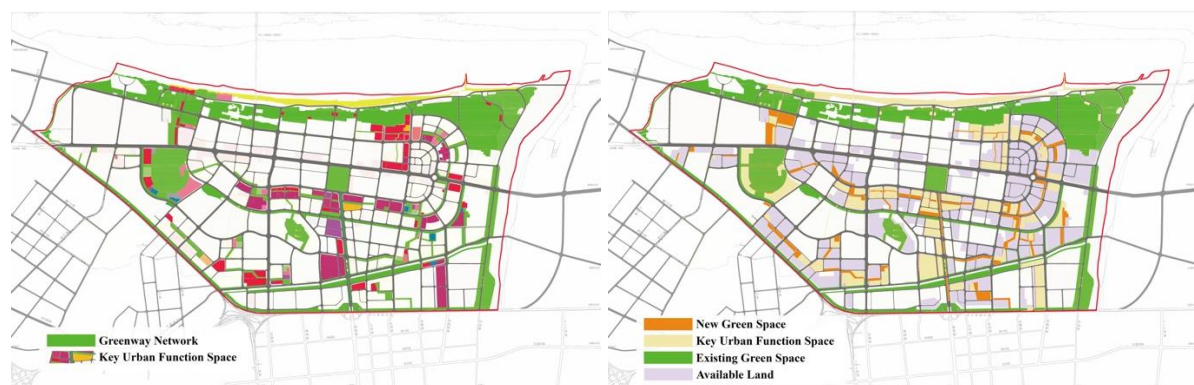 Greenway Network
Key Urban Function Space
New Green Space
Key Urban Function Space
Existing Green Space
Available Land